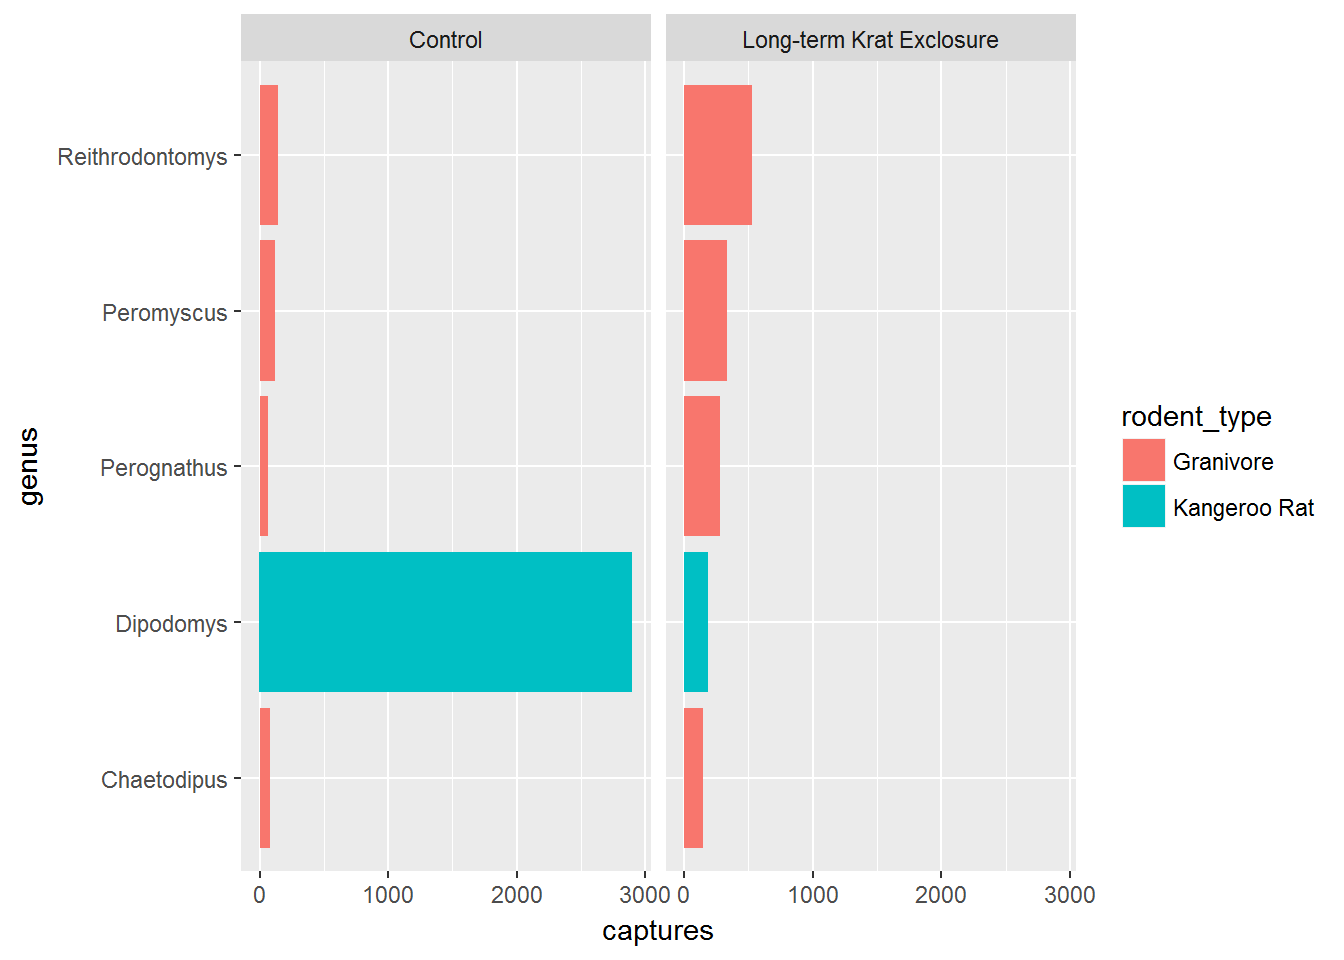 Control
Long-term Krat Exclosure
Reithrodontomys
Peromyscus
Perognathus
Dipodomys
Chaetodipus
genus
0 1000 2000 3000
0 1000 2000 3000
captures
rodent_type
Granivore
Kangeroo Rat